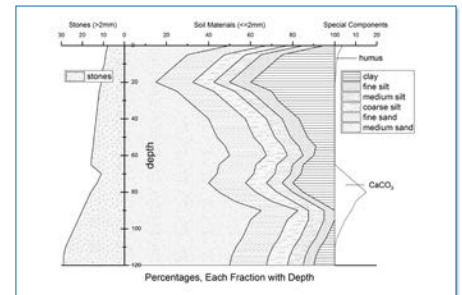 Stones (>2mm) Soil Materials (<=2mm) Special Components
30 20 10 0 20 40 60 80 100 10 20
0
20
40
60
80
100
120
depth
stones
humus
clay
fine silt
medium silt
coarse silt
fine sand
medium sand
CaCO₃
Percentages, Each Fraction with Depth